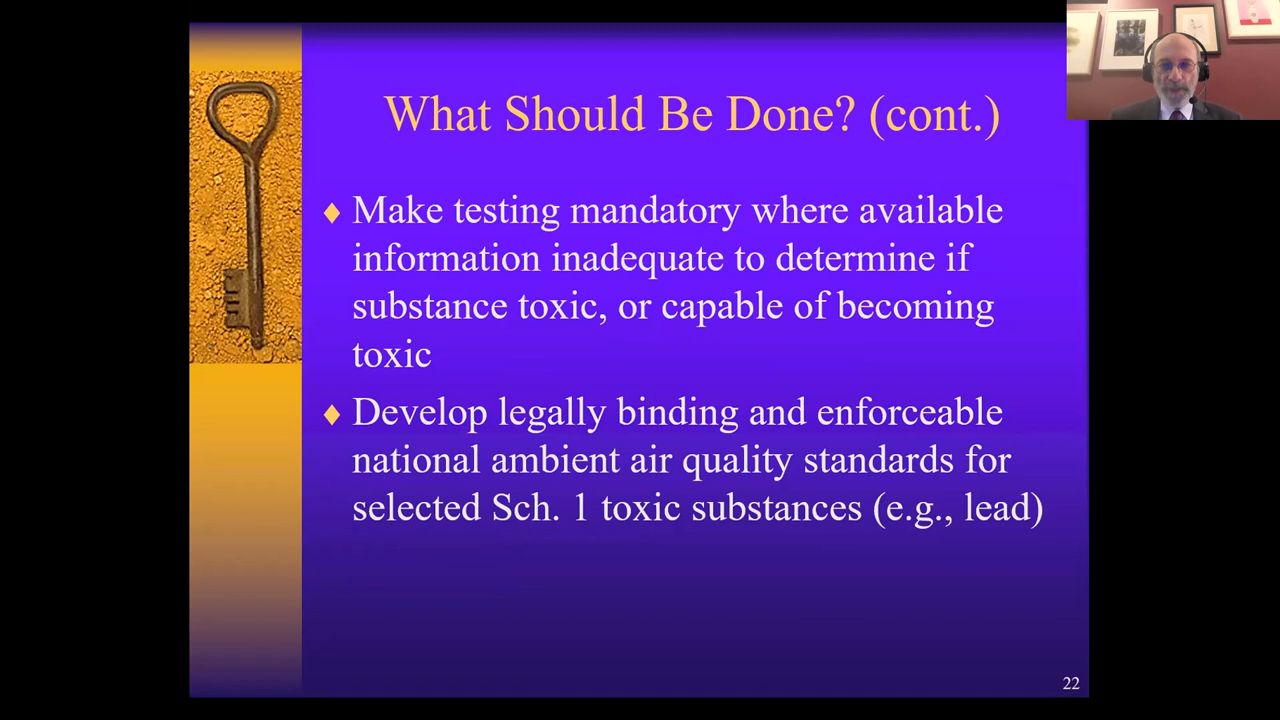 What Should Be Done? (cont.)
♦ Make testing mandatory where available
information inadequate to determine if
substance toxic, or capable of becoming
toxic
♦ Develop legally binding and enforceable
national ambient air quality standards for
selected Sch. 1 toxic substances (e.g., lead)
22